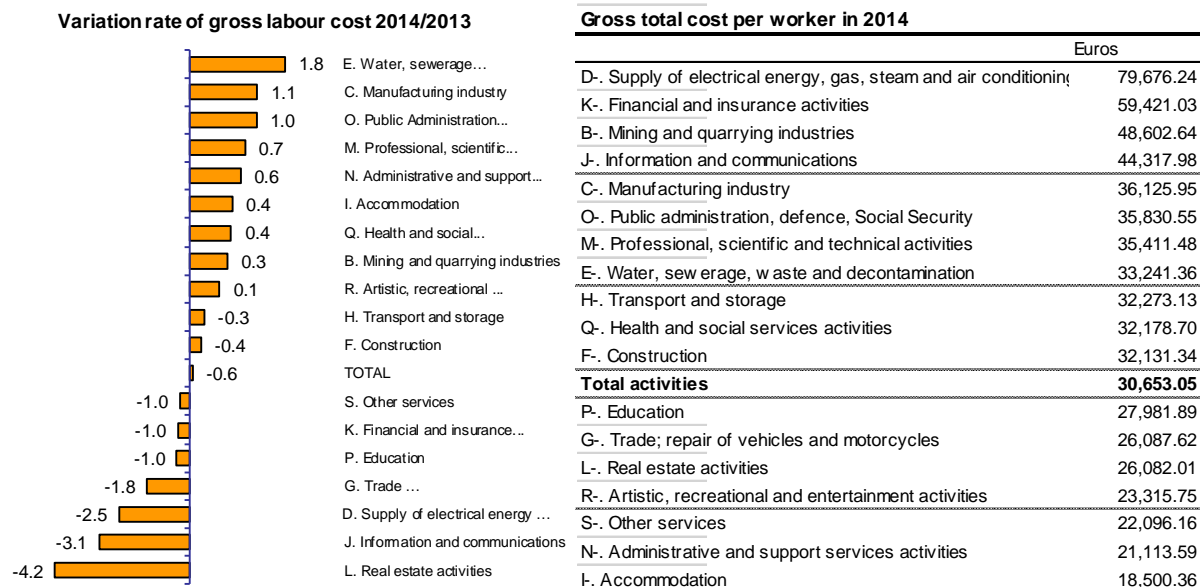 Variation rate of gross labour cost 2014/2013
1.8 E. Water, sewerage…
1.1 C. Manufacturing industry
1.0 O. Public Administration...
0.7 M. Professional, scientific...
0.6 N. Administrative and support...
0.4 I. Accommodation
0.4 Q. Health and social...
0.3 B. Mining and quarrying industries
0.1 R. Artistic, recreational ...
-0.3 H. Transport and storage
-0.4 F. Construction
-0.6 TOTAL
-1.0 S. Other services
-1.0 K. Financial and insurance...
-1.0 P. Education
-1.8 G. Trade …
-2.5 D. Supply of electrical energy …
-3.1 J. Information and communications
-4.2 L. Real estate activities
Gross total cost per worker in 2014
Euros
D-. Supply of electrical energy, gas, steam and air conditioning 79,676.24
K-. Financial and insurance activities 59,421.03
B-. Mining and quarrying industries 48,602.64
J-. Information and communications 44,317.98
C-. Manufacturing industry 36,125.95
O-. Public administration, defence, Social Security 35,830.55
M-. Professional, scientific and technical activities 35,411.48
E-. Water, sewerage, waste and decontamination 33,241.36
H-. Transport and storage 32,273.13
Q-. Health and social services activities 32,178.70
F-. Construction 32,131.34
Total activities 30,653.05
P-. Education 27,981.89
G-. Trade; repair of vehicles and motorcycles 26,087.62
L-. Real estate activities 26,082.01
R-. Artistic, recreational and entertainment activities 23,315.75
S-. Other services 22,096.16
N-. Administrative and support services activities 21,113.59
I-. Accommodation 18,500.36